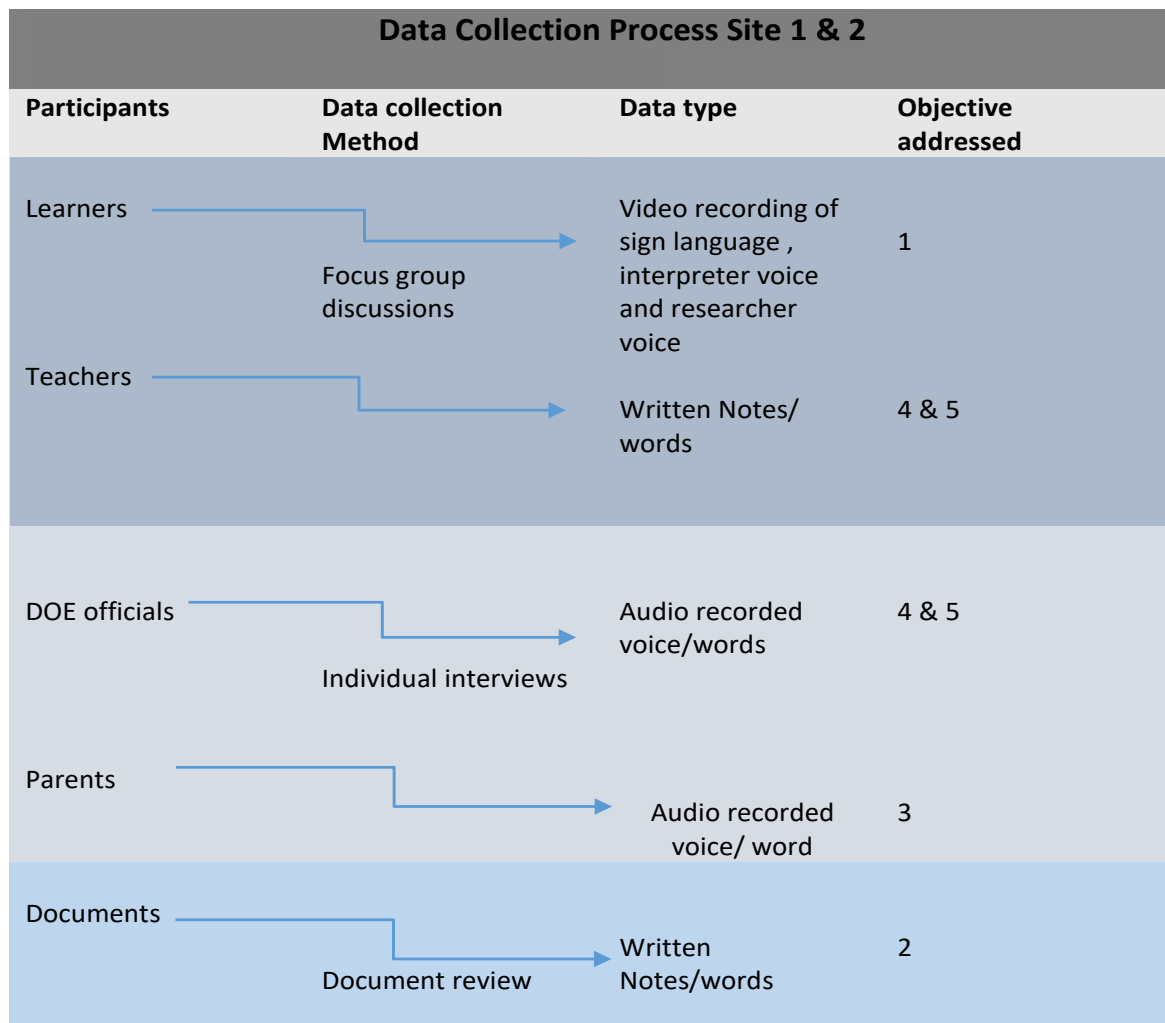 Data Collection Process Site 1 & 2
Participants
Data collection
Method
Data type
Objective
addressed
Learners
Focus group
discussions
Video recording of
sign language ,
interpreter voice
and researcher
voice
1
Teachers
Written Notes/
words
4 & 5
DOE officials
Individual interviews
Audio recorded
voice/words
4 & 5
Parents
Audio recorded
voice/ word
3
Documents
Document review
Written
Notes/words
2